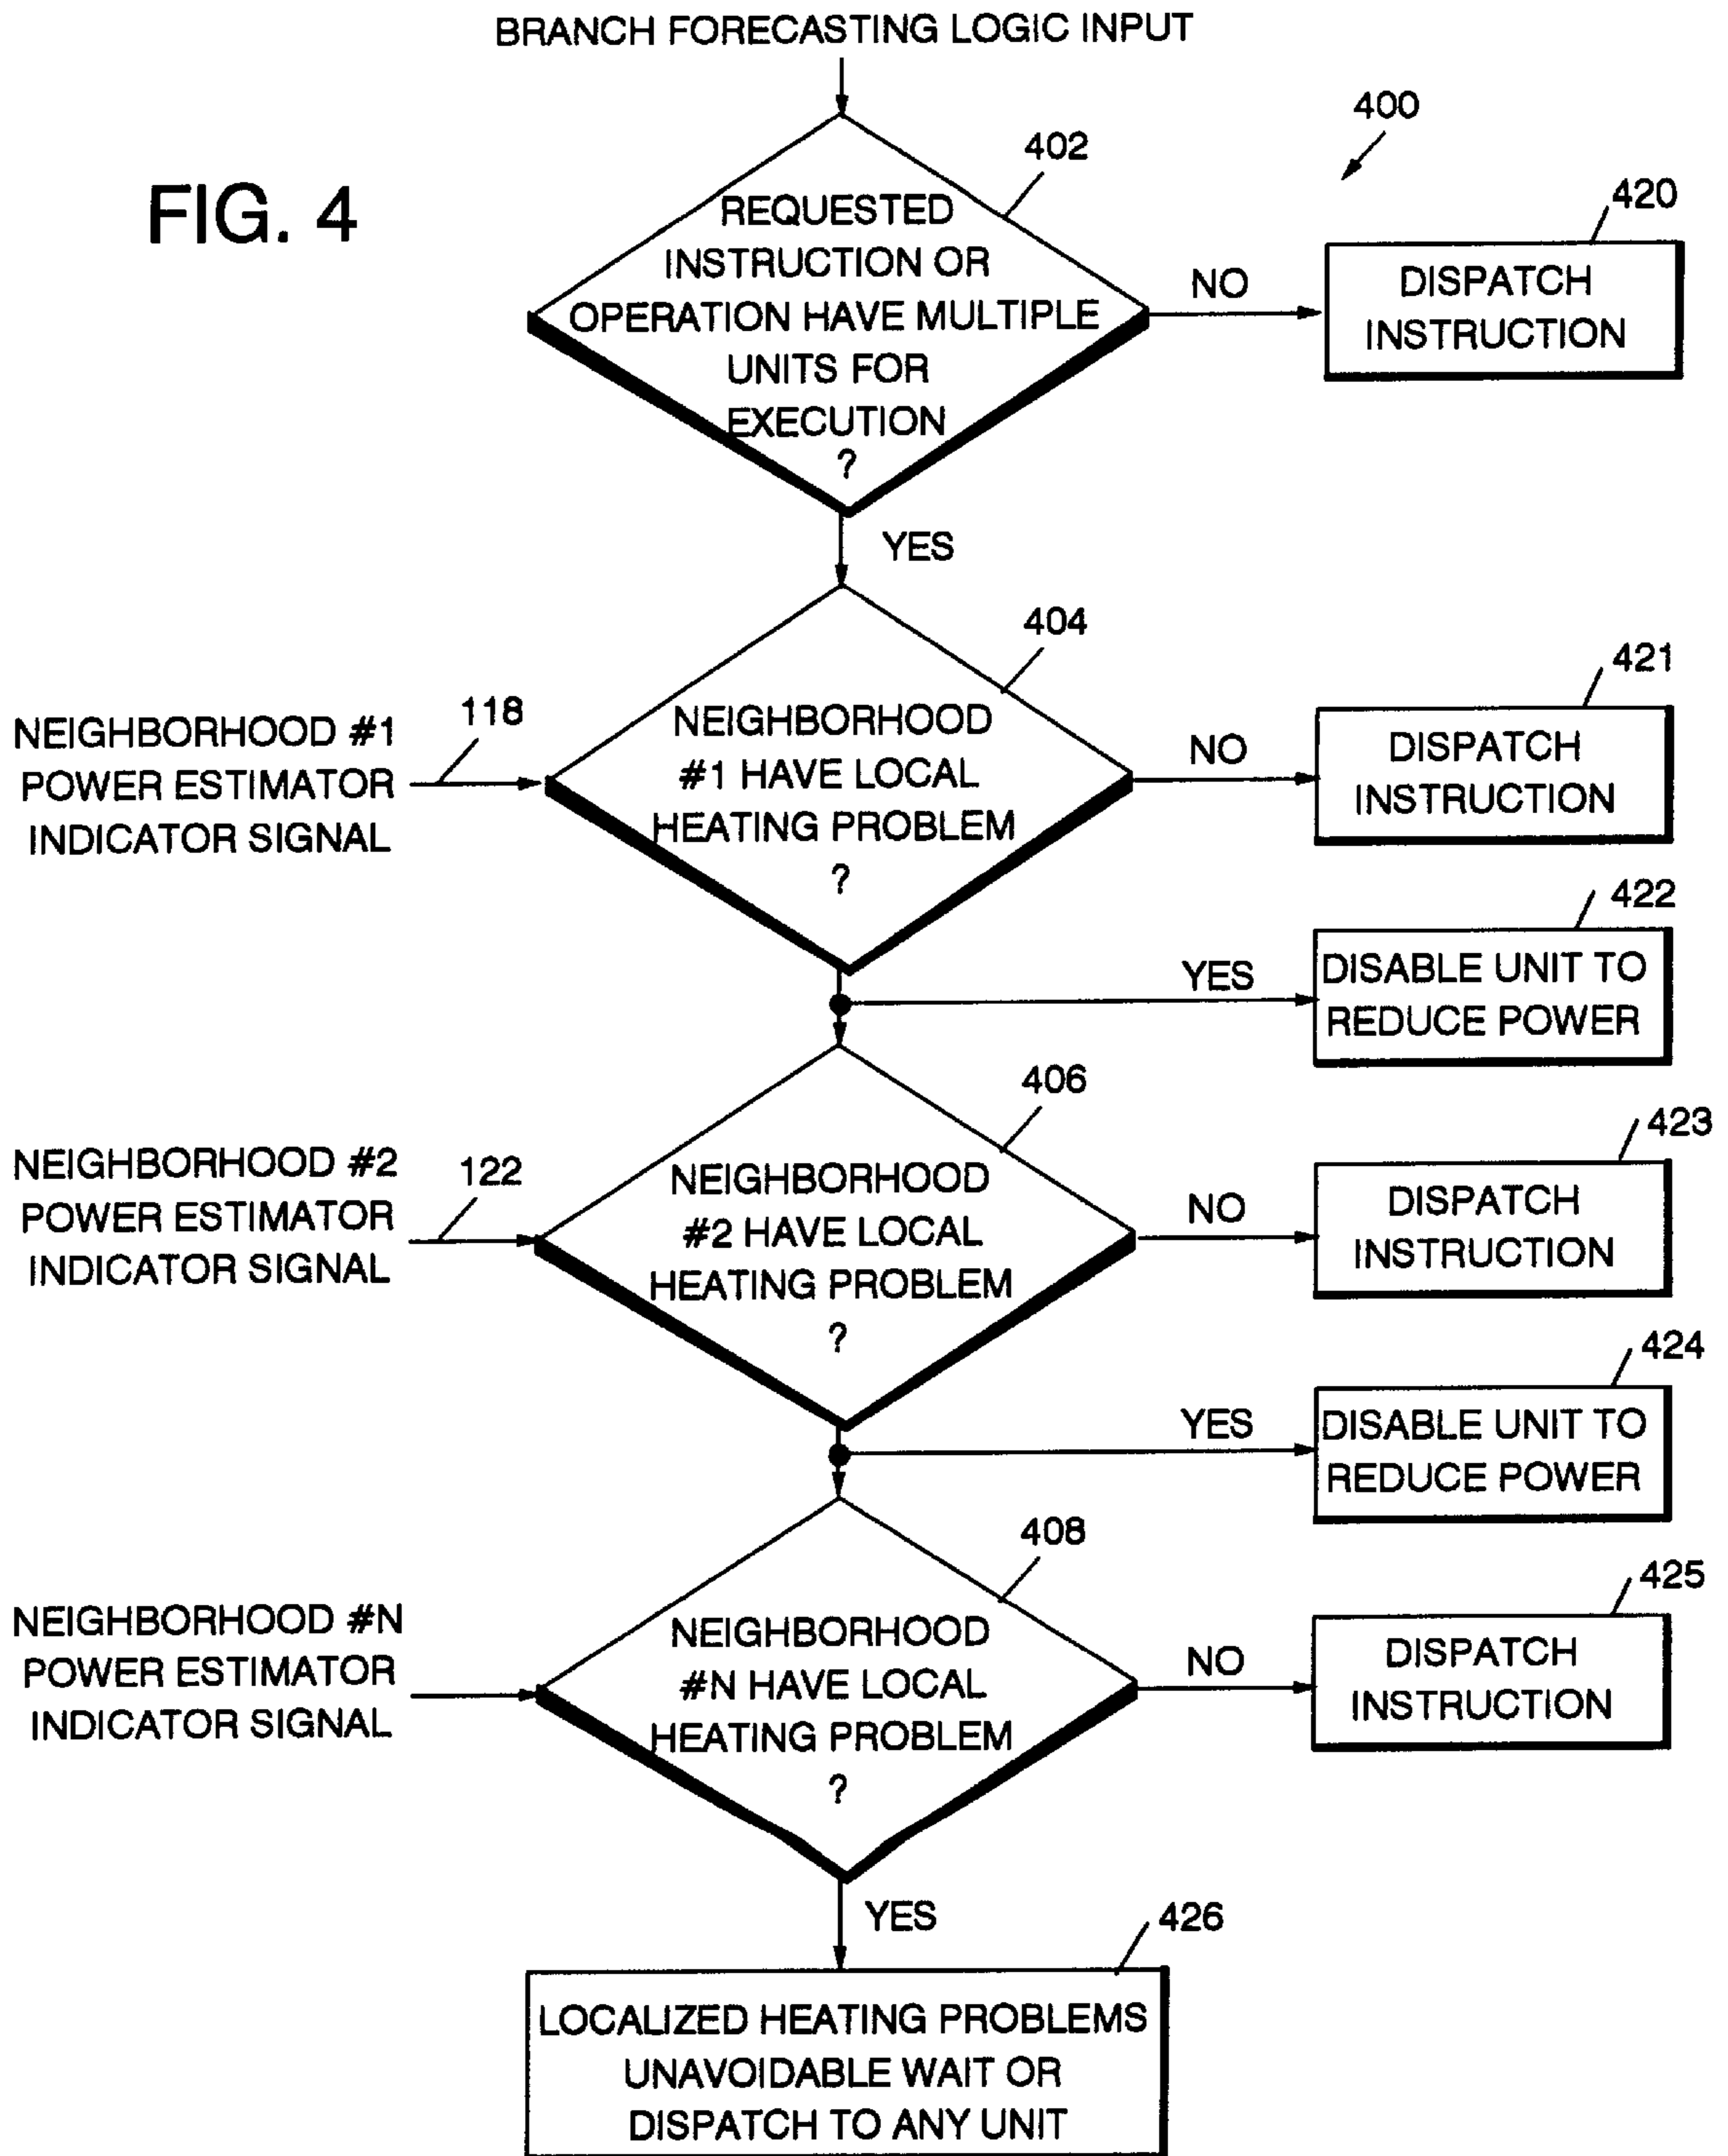 BRANCH FORECASTING LOGIC INPUT
400
FIG. 4
402
REQUESTED
INSTRUCTION OR
OPERATION HAVE MULTIPLE
UNITS FOR
EXECUTION
?
NO
420
DISPATCH
INSTRUCTION
YES
404
NEIGHBORHOOD #1
POWER ESTIMATOR
INDICATOR SIGNAL
118
NEIGHBORHOOD
#1 HAVE LOCAL
HEATING PROBLEM
?
NO
421
DISPATCH
INSTRUCTION
YES
422
DISABLE UNIT TO
REDUCE POWER
406
NEIGHBORHOOD #2
POWER ESTIMATOR
INDICATOR SIGNAL
122
NEIGHBORHOOD
#2 HAVE LOCAL
HEATING PROBLEM
?
NO
423
DISPATCH
INSTRUCTION
YES
424
DISABLE UNIT TO
REDUCE POWER
408
NEIGHBORHOOD #N
POWER ESTIMATOR
INDICATOR SIGNAL
NEIGHBORHOOD
#N HAVE LOCAL
HEATING PROBLEM
?
NO
425
DISPATCH
INSTRUCTION
YES
426
LOCALIZED HEATING PROBLEMS
UNAVOIDABLE WAIT OR
DISPATCH TO ANY UNIT